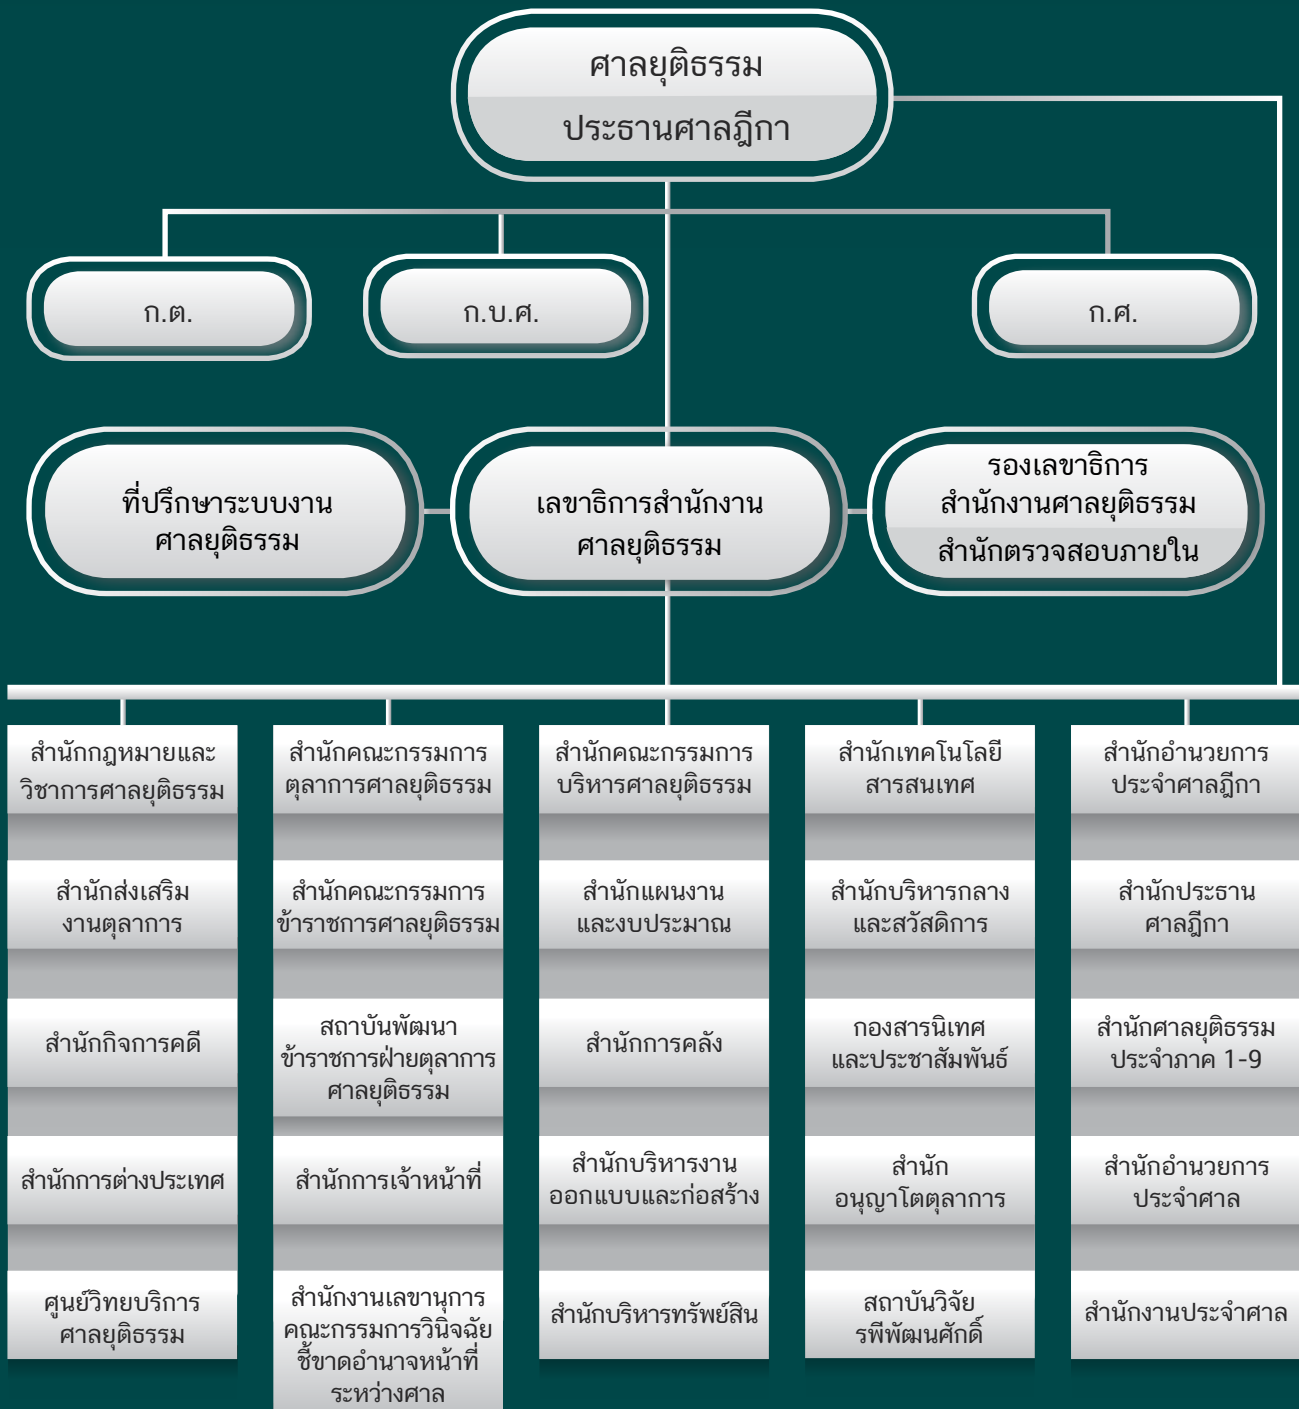 ศาลยุติธรรม
ประธานศาลฎีกา
ก.ต.
ก.บ.ศ.
ก.ศ.
ที่ปรึกษาระบบงาน
ศาลยุติธรรม
เลขาธิการสำนักงาน
ศาลยุติธรรม
รองเลขาธิการ
สำนักงานศาลยุติธรรม
สำนักตรวจสอบภายใน
สำนักกฎหมายและ
วิชาการศาลยุติธรรม
สำนักคณะกรรมการ
ตุลาการศาลยุติธรรม
สำนักคณะกรรมการ
บริหารศาลยุติธรรม
สำนักเทคโนโลยี
สารสนเทศ
สำนักอำนวยการ
ประจำศาลฎีกา
สำนักส่งเสริม
งานตุลาการ
สำนักคณะกรรมการ
ข้าราชการศาลยุติธรรม
สำนักแผนงาน
และงบประมาณ
สำนักบริหารกลาง
และสวัสดิการ
สำนักประธาน
ศาลฎีกา
สำนักกิจการคดี
สถาบันพัฒนา
ข้าราชการฝ่ายตุลาการ
ศาลยุติธรรม
สำนักการคลัง
กองสารนิเทศ
และประชาสัมพันธ์
สำนักศาลยุติธรรม
ประจำภาค 1-9
สำนักการต่างประเทศ
สำนักการเจ้าหน้าที่
สำนักบริหารงาน
ออกแบบและก่อสร้าง
สำนัก
อนุญาโตตุลาการ
สำนักอำนวยการ
ประจำศาล
ศูนย์วิทยบริการ
ศาลยุติธรรม
สำนักงานเลขานุการ
คณะกรรมการวินิจฉัย
ชี้ขาดอำนาจหน้าที่
ระหว่างศาล
สำนักบริหารทรัพย์สิน
สถาบันวิจัย
รพีพัฒนศักดิ์
สำนักงานประจำศาล